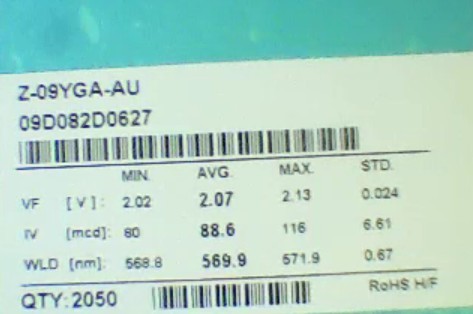 Z-09YGA-AU
09D082D0627
MIN. AVG. MAX. STD.
VF [V]: 2.02 2.07 2.13 0.024
IV [mcd]: 80 88.6 116 6.61
WLD [nm]: 568.8 569.9 571.9 0.67
QTY:2050 RoHS H/F